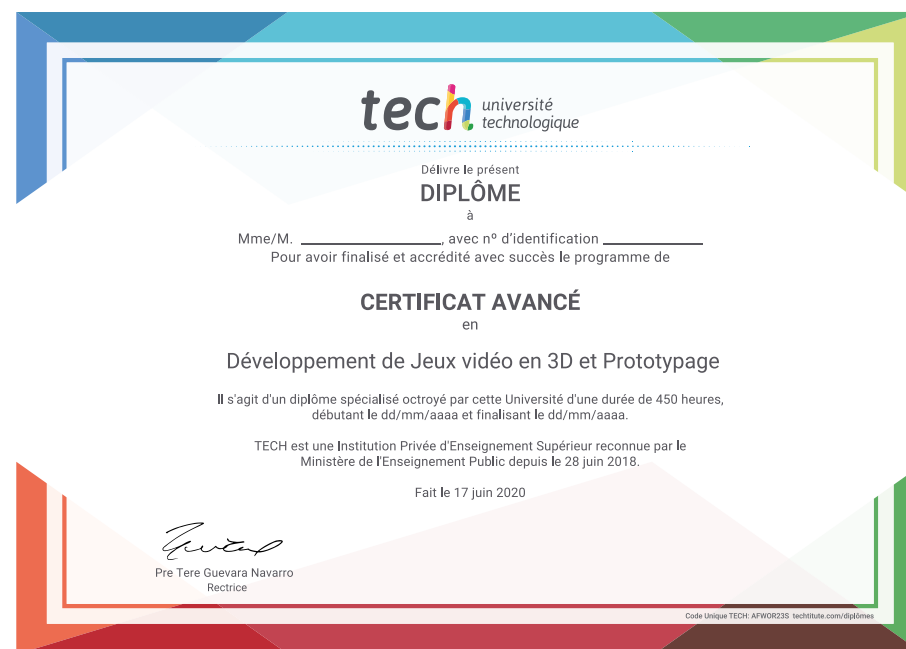 tech université
technologique
Délivre le présent
DIPLÔME
à
Mme/M. ____________________, avec nº d'identification ______________
Pour avoir finalisé et accrédité avec succès le programme de
CERTIFICAT AVANCÉ
en
Développement de Jeux vidéo en 3D et Prototypage
Il s'agit d'un diplôme spécialisé octroyé par cette Université d'une durée de 450 heures,
débutant le dd/mm/aaaa et finalisant le dd/mm/aaaa.
TECH est une Institution Privée d'Enseignement Supérieur reconnue par le
Ministère de l'Enseignement Public depuis le 28 juin 2018.
Fait le 17 juin 2020
Pre Tere Guevara Navarro
Rectrice
Code Unique TECH: AFWOR23S techtitute.com/diplômes